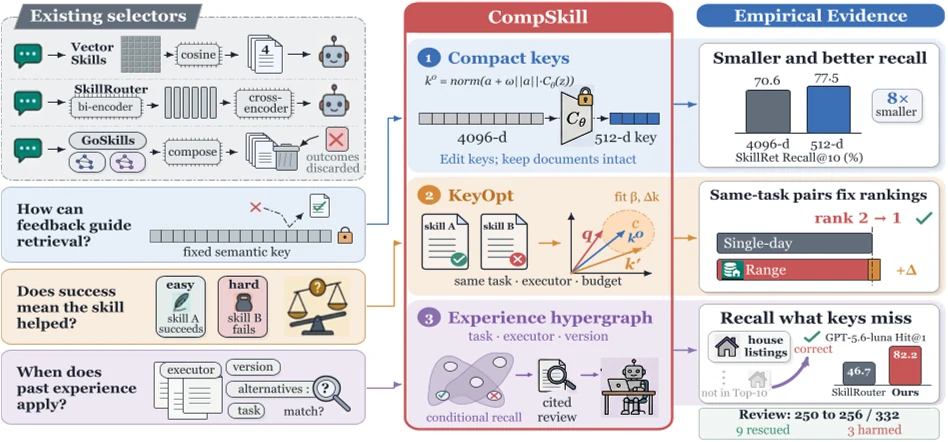 Existing selectors
Vector
Skills
cosine
4
SkillRouter
bi-encoder
cross-
encoder
GoSkills
compose
outcomes
discarded
How can
feedback guide
retrieval?
fixed semantic key
Does success
mean the skill
helped?
easy
skill A
succeeds
hard
skill B
fails
?
When does
past experience
apply?
executor
version
alternatives :
task
match?
?
CompSkill
1 Compact keys
k⁰ = norm(a + ω||a||·Cθ(z))
4096-d
Cθ
512-d key
Edit keys; keep documents intact
2 KeyOpt
fit β, Δk
skill A
skill B
q
c
k⁰
k′
same task · executor · budget
3 Experience hypergraph
task · executor · version
conditional recall
cited
review
Empirical Evidence
Smaller and better recall
70.6
77.5
8×
smaller
4096-d
512-d
SkillRet Recall@10 (%)
Same-task pairs fix rankings
rank 2 → 1
Single-day
Range
+Δ
Recall what keys miss
house
listings
correct
not in Top-10
GPT-5.6-luna Hit@1
46.7
82.2
SkillRouter
Ours
Review: 250 to 256 / 332
9 rescued
3 harmed